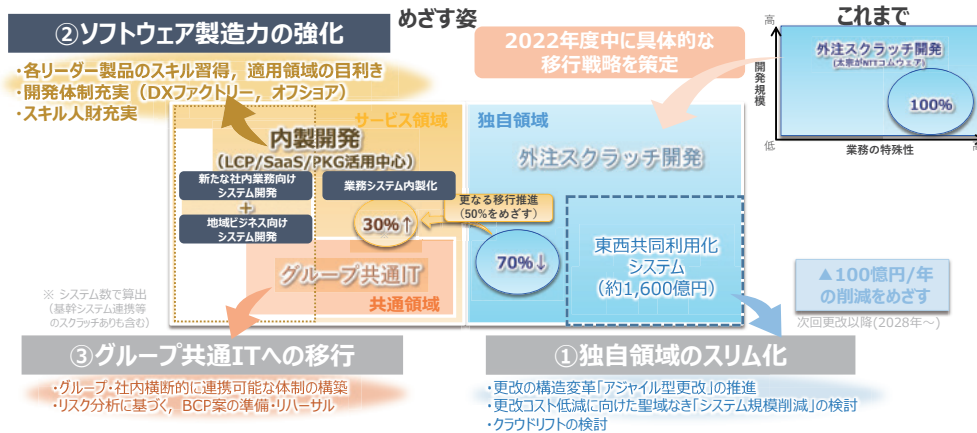 めざす姿
これまで
②ソフトウェア製造力の強化
・各リーダー製品のスキル習得，適用領域の目利き
・開発体制充実（DXファクトリー，オフショア）
・スキル人財充実
2022年度中に具体的な
移行戦略を策定
高
開発規模
低
外注スクラッチ開発
(太宗がNTTコムウェア)
100%
業務の特殊性
高
サービス領域
内製開発
（LCP/SaaS/PKG活用中心）
新たな社内業務向け
システム開発
+
地域ビジネス向け
システム開発
業務システム内製化
30%↑
更なる移行推進
（50%をめざす）
グループ共通IT
共通領域
独自領域
外注スクラッチ開発
70%↓
東西共同利用化
システム
（約1,600億円）
▲100億円/年
の削減をめざす
次回更改以降(2028年～)
※ システム数で算出
（基幹システム連携等
のスクラッチありも含む）
③グループ共通ITへの移行
・グループ・社内横断的に連携可能な体制の構築
・リスク分析に基づく，BCP案の準備・リハーサル
①独自領域のスリム化
・更改の構造変革「アジャイル型更改」の推進
・更改コスト低減に向けた聖域なき「システム規模削減」の検討
・クラウドリフトの検討